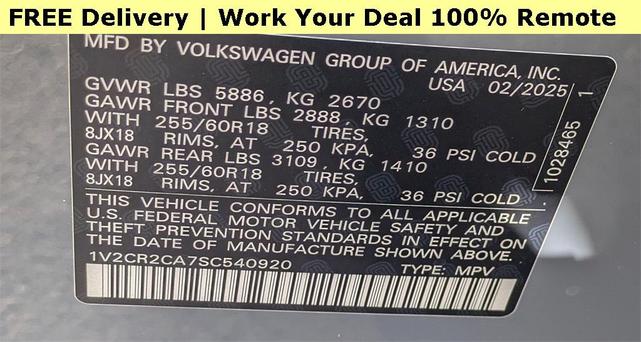 FREE Delivery | Work Your Deal 100% Remote
MFD BY VOLKSWAGEN GROUP OF AMERICA, INC.
USA 02/2025
GVWR LBS 5886, KG 2670
GAWR FRONT LBS 2888, KG 1310
WITH 255/60R18 TIRES,
8JX18 RIMS, AT 250 KPA, 36 PSI COLD
GAWR REAR LBS 3109, KG 1410
WITH 255/60R18 TIRES,
8JX18 RIMS, AT 250 KPA, 36 PSI COLD
THIS VEHICLE CONFORMS TO ALL APPLICABLE
U.S. FEDERAL MOTOR VEHICLE SAFETY AND
THEFT PREVENTION STANDARDS IN EFFECT ON
THE DATE OF MANUFACTURE SHOWN ABOVE.
1V2CR2CA7SC540920 TYPE: MPV
11028465 1